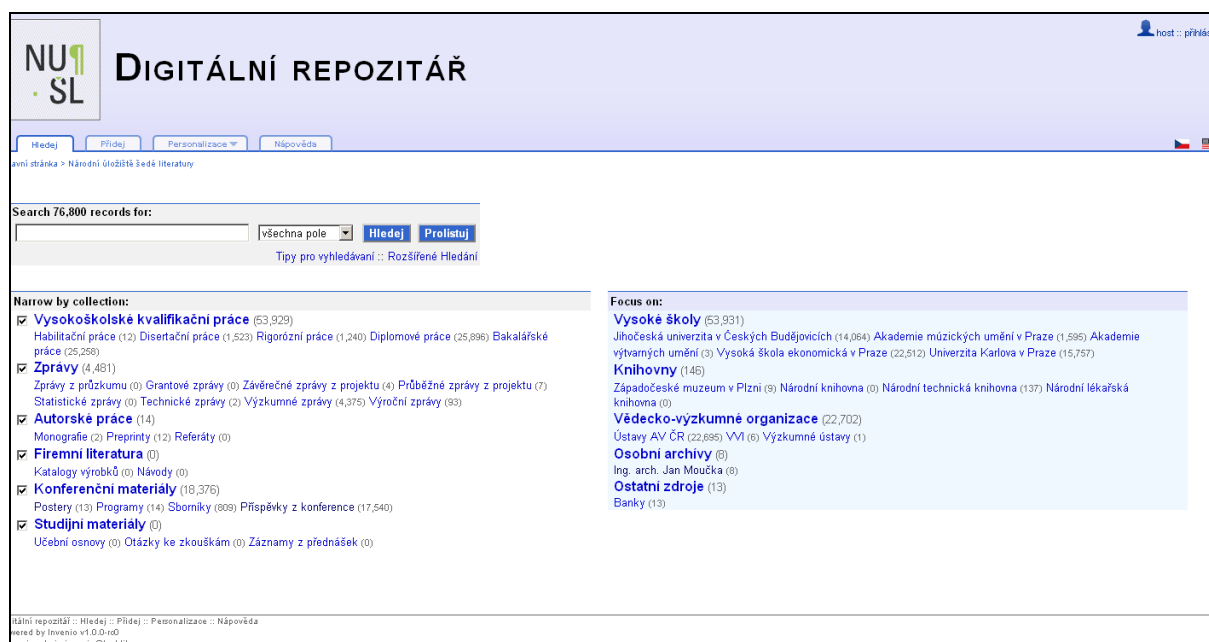 NU¶
· ŠL
DIGITÁLNÍ REPOZITÁŘ
host :: přihlás
Hledej Přidej Personalizace Nápověda
avní stránka > Národní úložiště šedé literatury
Search 76,800 records for:
všechna pole Hledej Prolistuj
Tipy pro vyhledávaní :: Rozšířené Hledání
Narrow by collection:
Vysokoškolské kvalifikační práce (53,929)
Habilitační práce (12) Disertační práce (1,523) Rigorózní práce (1,240) Diplomové práce (25,896) Bakalářské
práce (25,258)
Zprávy (4,481)
Zprávy z průzkumu (0) Grantové zprávy (0) Závěrečné zprávy z projektu (4) Průběžné zprávy z projektu (7)
Statistické zprávy (0) Technické zprávy (2) Výzkumné zprávy (4,375) Výroční zprávy (93)
Autorské práce (14)
Monografie (2) Preprinty (12) Referáty (0)
Firemní literatura (0)
Katalogy výrobků (0) Návody (0)
Konferenční materiály (18,376)
Postery (13) Programy (14) Sborníky (809) Příspěvky z konference (17,540)
Studijní materiály (0)
Učební osnovy (0) Otázky ke zkouškám (0) Záznamy z přednášek (0)
Focus on:
Vysoké školy (53,931)
Jihočeská univerzita v Českých Budějovicích (14,064) Akademie múzických umění v Praze (1,595) Akademie
výtvarných umění (3) Vysoká škola ekonomická v Praze (22,512) Univerzita Karlova v Praze (15,757)
Knihovny (146)
Západočeské muzeum v Plzni (9) Národní knihovna (0) Národní technická knihovna (137) Národní lékařská
knihovna (0)
Vědecko-výzkumné organizace (22,702)
Ústavy AV ČR (22,695) VVI (6) Výzkumné ústavy (1)
Osobní archívy (8)
Ing. arch. Jan Moučka (8)
Ostatní zdroje (13)
Banky (13)
itální repozitář :: Hledej :: Přidej :: Personalizace :: Nápověda
wered by Invenio v1.0.0-rc0